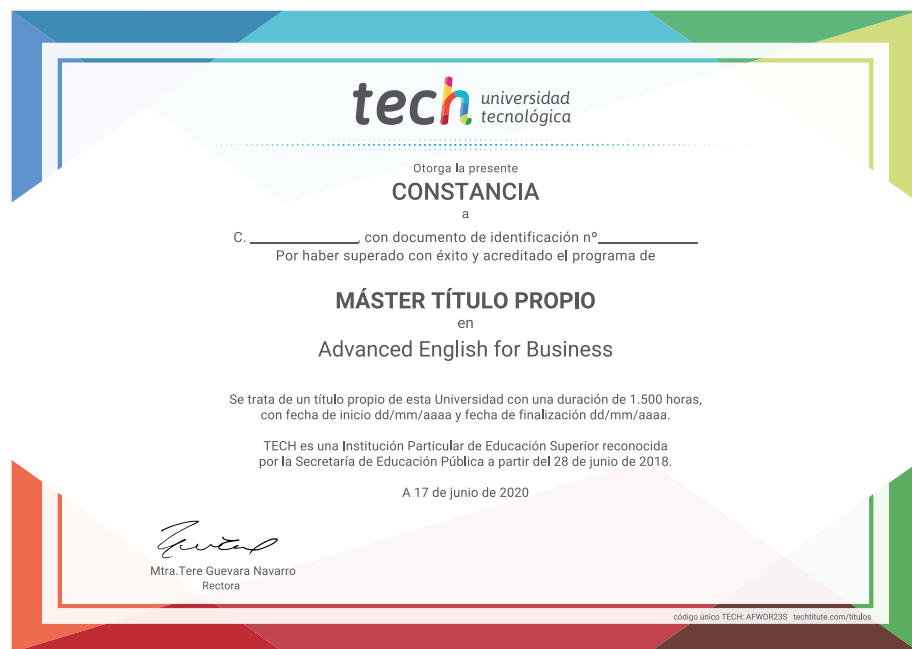 tech universidad
tecnológica
Otorga la presente
CONSTANCIA
a
C. ______________, con documento de identificación nº_____________
Por haber superado con éxito y acreditado el programa de
MÁSTER TÍTULO PROPIO
en
Advanced English for Business
Se trata de un título propio de esta Universidad con una duración de 1.500 horas,
con fecha de inicio dd/mm/aaaa y fecha de finalización dd/mm/aaaa.
TECH es una Institución Particular de Educación Superior reconocida
por la Secretaría de Educación Pública a partir del 28 de junio de 2018.
A 17 de junio de 2020
Mtra.Tere Guevara Navarro
Rectora
código único TECH: AFWOR23S techtitute.com/titulos